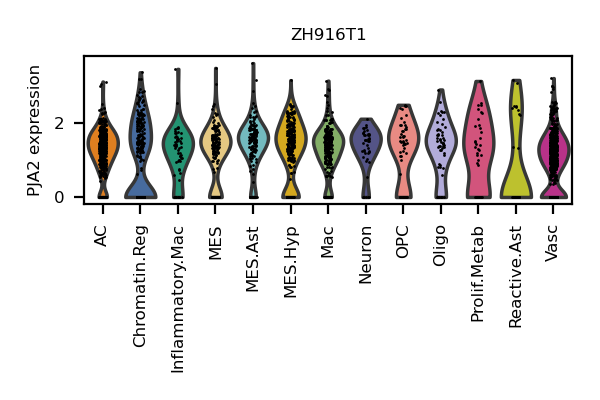 ZH916T1
PJA2 expression
2
0
AC
Chromatin.Reg
Inflammatory.Mac
MES
MES.Ast
MES.Hyp
Mac
Neuron
OPC
Oligo
Prolif.Metab
Reactive.Ast
Vasc